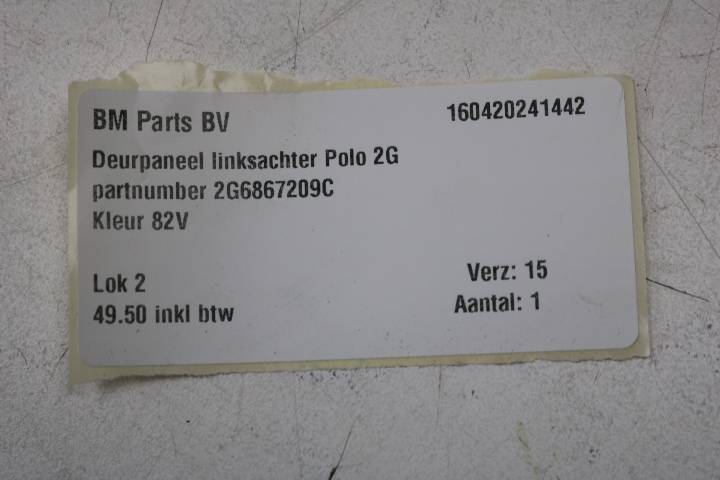 BM Parts BV 160420241442
Deurpaneel linksachter Polo 2G
partnumber 2G6867209C
Kleur 82V
Lok 2 Verz: 15
49.50 inkl btw Aantal: 1